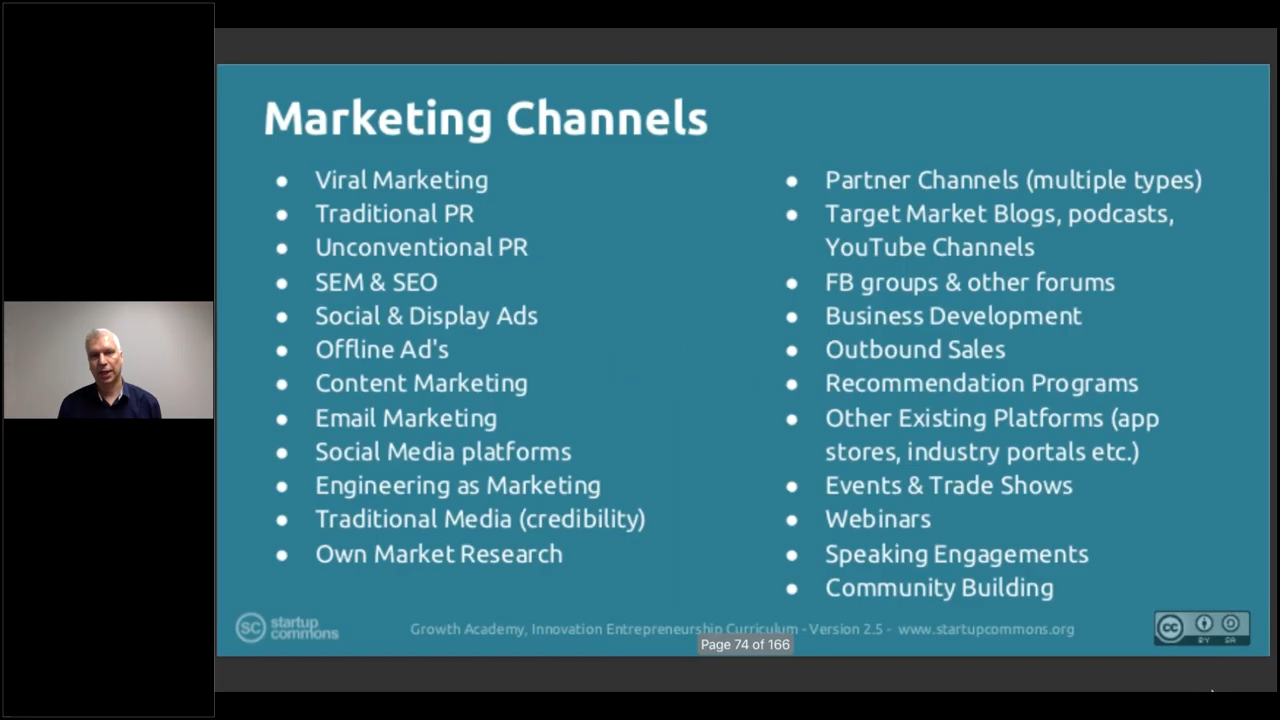 Marketing Channels
● Viral Marketing
● Traditional PR
● Unconventional PR
● SEM & SEO
● Social & Display Ads
● Offline Ad's
● Content Marketing
● Email Marketing
● Social Media platforms
● Engineering as Marketing
● Traditional Media (credibility)
● Own Market Research
● Partner Channels (multiple types)
● Target Market Blogs, podcasts,
YouTube Channels
● FB groups & other forums
● Business Development
● Outbound Sales
● Recommendation Programs
● Other Existing Platforms (app
stores, industry portals etc.)
● Events & Trade Shows
● Webinars
● Speaking Engagements
● Community Building
SC startup
commons
Growth Academy, Innovation Entrepreneurship Curriculum - Version 2.5 - www.startupcommons.org
Page 74 of 166
cc
BY SA